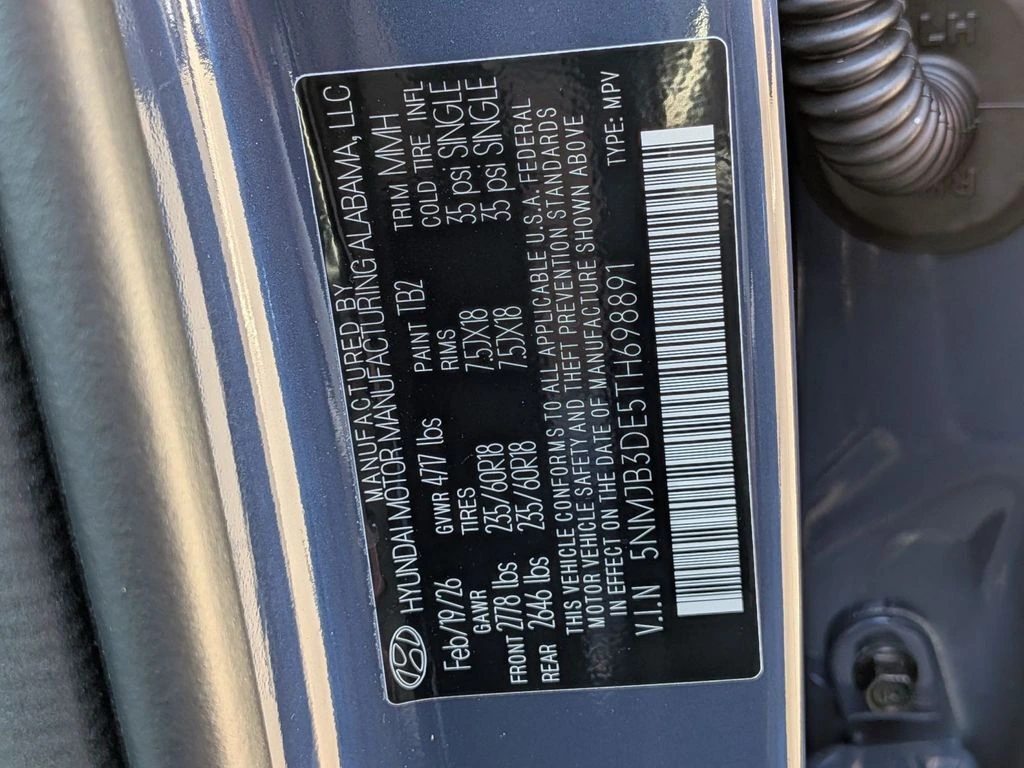 MANUFACTURED BY
HYUNDAI MOTOR MANUFACTURING ALABAMA, LLC
Feb/19/26 GVWR 4717 lbs PAINT TB2 TRIM MMH
GAWR TIRES RIMS COLD TIRE INFL
FRONT 2778 lbs 235/60R18 7.5JX18 35 psi SINGLE
REAR 2646 lbs 235/60R18 7.5JX18 35 psi SINGLE
THIS VEHICLE CONFORMS TO ALL APPLICABLE U.S.A. FEDERAL
MOTOR VEHICLE SAFETY AND THEFT PREVENTION STANDARDS
IN EFFECT ON THE DATE OF MANUFACTURE SHOWN ABOVE
V.I.N 5NMJB3DE5TH698891 TYPE: MPV
LH